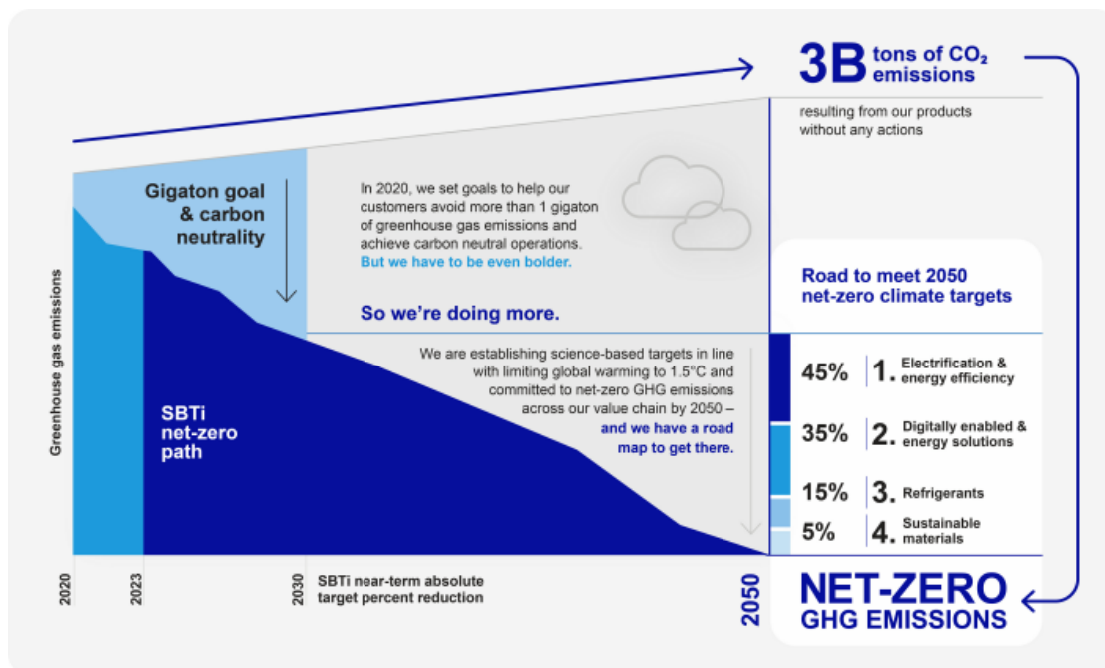 3B tons of CO₂
emissions
resulting from our products
without any actions
Gigaton goal
& carbon
neutrality
In 2020, we set goals to help our
customers avoid more than 1 gigaton
of greenhouse gas emissions and
achieve carbon neutral operations.
But we have to be even bolder.
So we’re doing more.
We are establishing science-based targets in line
with limiting global warming to 1.5°C and
committed to net-zero GHG emissions
across our value chain by 2050 –
and we have a road
map to get there.
Greenhouse gas emissions
SBTi
net-zero
path
Road to meet 2050
net-zero climate targets
45% 1. Electrification &
energy efficiency
35% 2. Digitally enabled &
energy solutions
15% 3. Refrigerants
5% 4. Sustainable
materials
2020
2023
2030
SBTi near-term absolute
target percent reduction
2050
NET-ZERO
GHG EMISSIONS